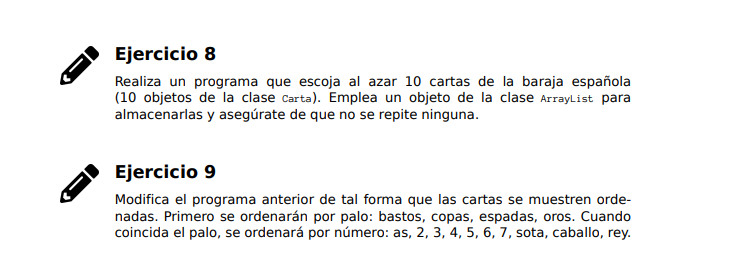 Ejercicio 8
Realiza un programa que escoja al azar 10 cartas de la baraja española
(10 objetos de la clase Carta). Emplea un objeto de la clase ArrayList para
almacenarlas y asegúrate de que no se repite ninguna.
Ejercicio 9
Modifica el programa anterior de tal forma que las cartas se muestren orde-
nadas. Primero se ordenarán por palo: bastos, copas, espadas, oros. Cuando
coincida el palo, se ordenará por número: as, 2, 3, 4, 5, 6, 7, sota, caballo, rey.